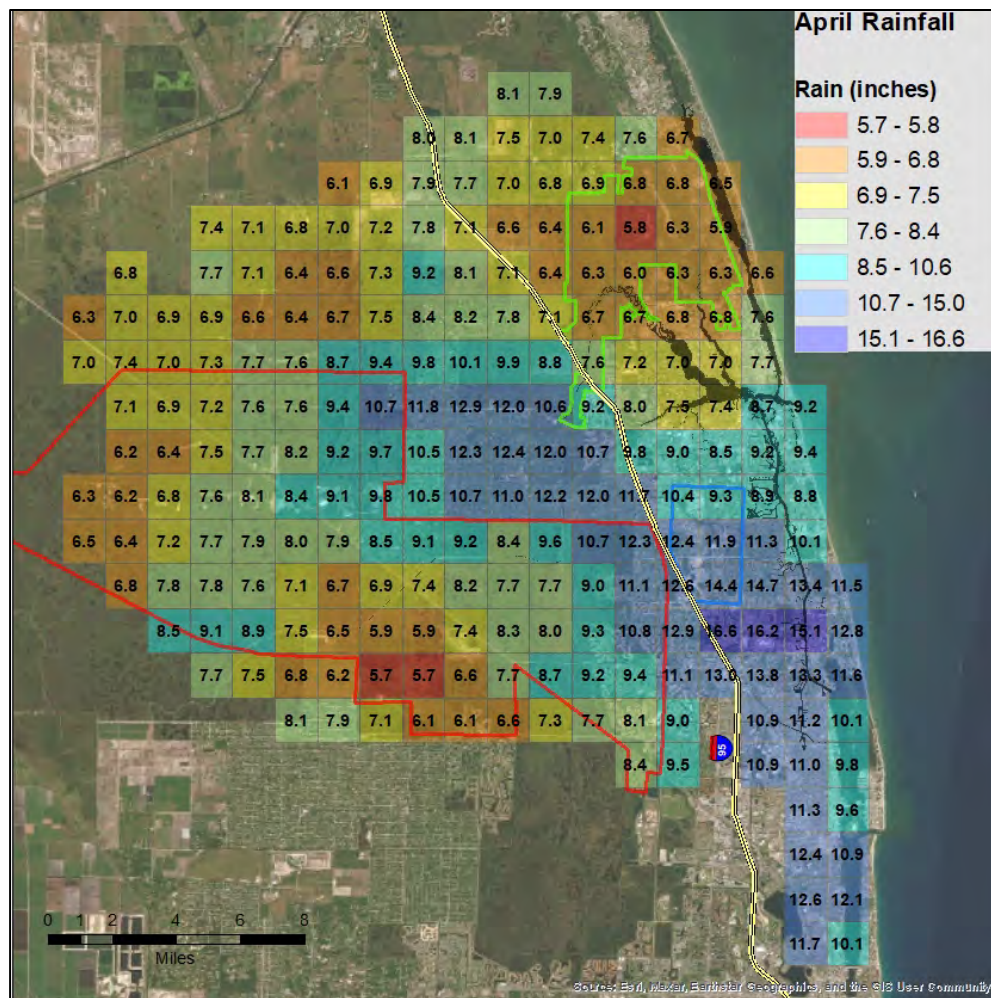 April Rainfall
Rain (inches)
5.7 - 5.8
5.9 - 6.8
6.9 - 7.5
7.6 - 8.4
8.5 - 10.6
10.7 - 15.0
15.1 - 16.6
8.1 7.9
8.0 8.1 7.5 7.0 7.4 7.6 6.7
6.1 6.9 7.9 7.7 7.0 6.8 6.9 6.8 6.8 6.5
7.4 7.1 6.8 7.0 7.2 7.8 7.1 6.6 6.4 6.1 5.8 6.3 5.9
6.8 7.7 7.1 6.4 6.6 7.3 9.2 8.1 7.1 6.4 6.3 6.0 6.3 6.3 6.6
6.3 7.0 6.9 6.9 6.6 6.4 6.7 7.5 8.4 8.2 7.8 7.1 6.7 6.7 6.8 6.8 7.6
7.0 7.4 7.0 7.3 7.7 7.6 8.7 9.4 9.8 10.1 9.9 8.8 7.6 7.2 7.0 7.0 7.7
7.1 6.9 7.2 7.6 7.6 9.4 10.7 11.8 12.9 12.0 10.6 9.2 8.0 7.5 7.4 8.7 9.2
6.2 6.4 7.5 7.7 8.2 9.2 9.7 10.5 12.3 12.4 12.0 10.7 9.8 9.0 8.5 9.2 9.4
6.3 6.2 6.8 7.6 8.1 8.4 9.1 9.8 10.5 10.7 11.0 12.2 12.0 11.7 10.4 9.3 8.9 8.8
6.5 6.4 7.2 7.7 7.9 8.0 7.9 8.5 9.1 9.2 8.4 9.6 10.7 12.3 12.4 11.9 11.3 10.1
6.8 7.8 7.8 7.6 7.1 6.7 6.9 7.4 8.2 7.7 7.7 9.0 11.1 12.6 14.4 14.7 13.4 11.5
8.5 9.1 8.9 7.5 6.5 5.9 5.9 7.4 8.3 8.0 9.3 10.8 12.9 16.6 16.2 15.1 12.8
7.7 7.5 6.8 6.2 5.7 5.7 6.6 7.7 8.7 9.2 9.4 11.1 13.0 13.8 13.3 11.6
8.1 7.9 7.1 6.1 6.1 6.6 7.3 7.7 8.1 9.0 10.9 11.2 10.1
95
8.4 9.5 10.9 11.0 9.8
11.3 9.6
12.4 10.9
12.6 12.1
11.7 10.1
0 1 2 4 6 8
Miles
Source: Esri, Maxar, Earthstar Geographics, and the GIS User Community